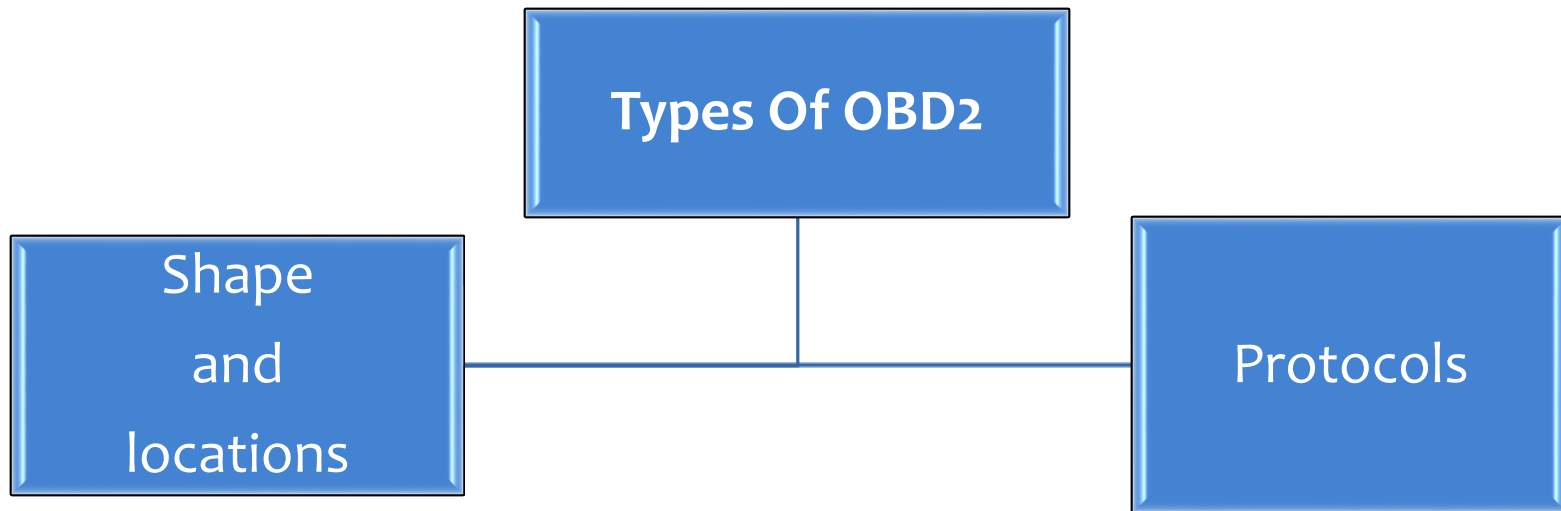 Types Of OBD2
Shape
and
locations
Protocols